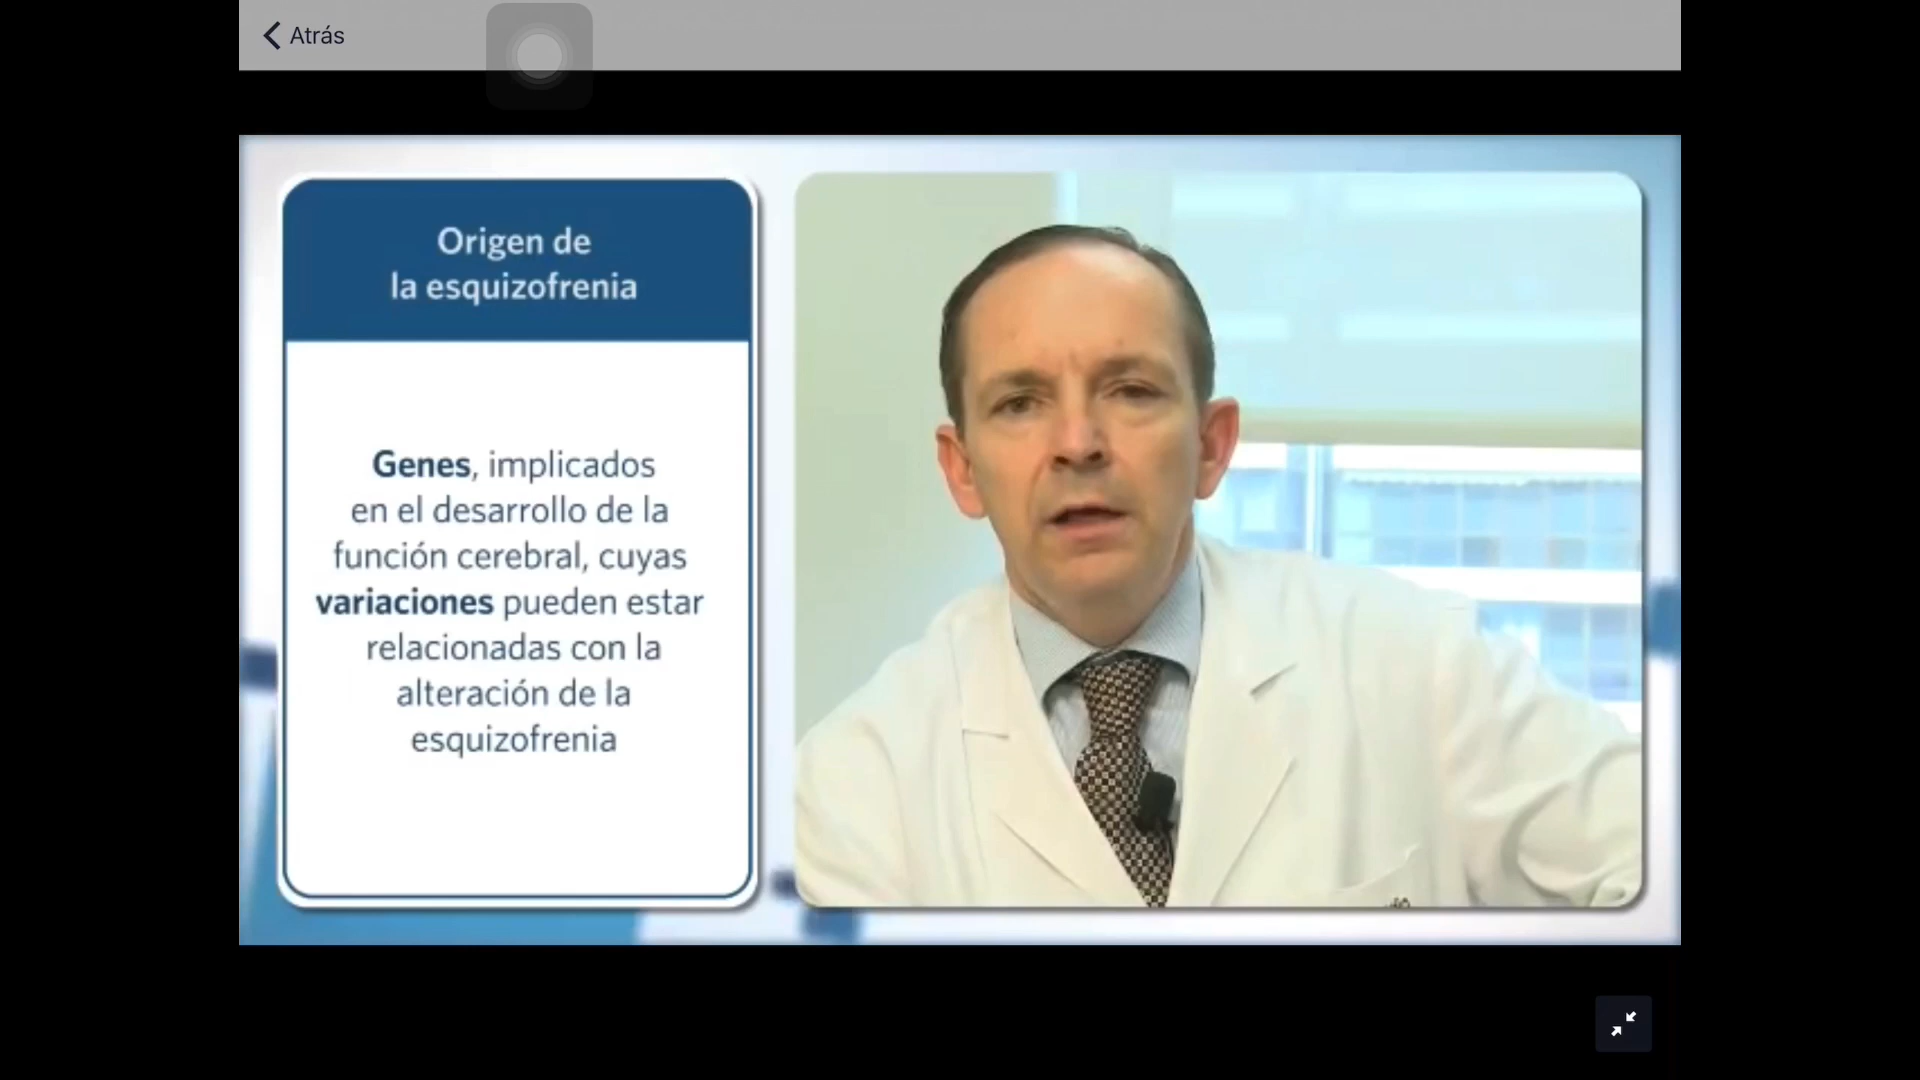 Atrás
Origen de
la esquizofrenia
Genes, implicados
en el desarrollo de la
función cerebral, cuyas
variaciones pueden estar
relacionadas con la
alteración de la
esquizofrenia